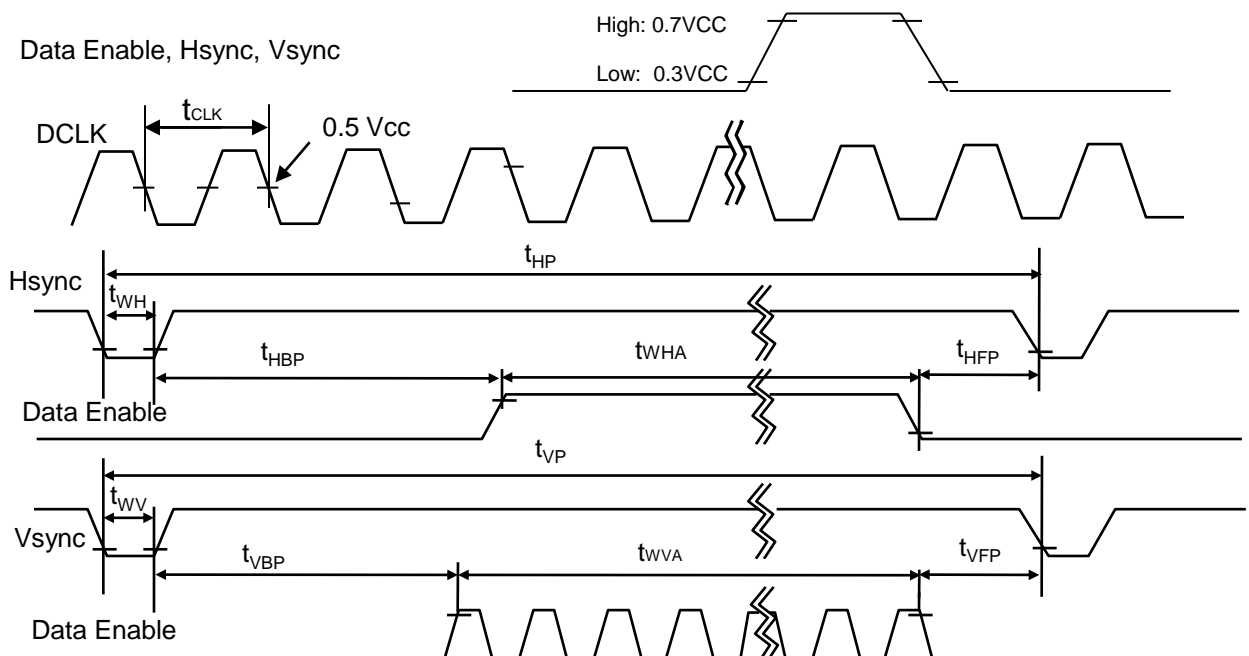 High: 0.7VCC
Data Enable, Hsync, Vsync
Low: 0.3VCC
tCLK
DCLK
0.5 Vcc
tHP
Hsync
tWH
tHBP
tWHA
tHFP
Data Enable
tVP
tWV
Vsync
tVBP
tWVA
tVFP
Data Enable